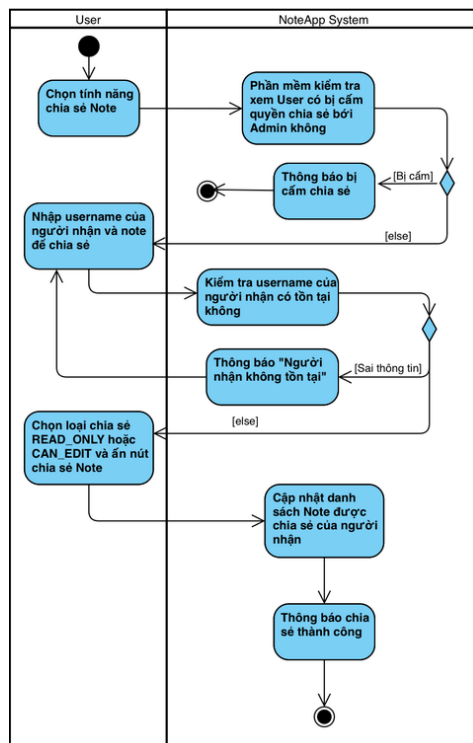 User
NoteApp System
Chọn tính năng
chia sẻ Note
Phần mềm kiểm tra
xem User có bị cấm
quyền chia sẻ bởi
Admin không
Thông báo bị
cấm chia sẻ
[Bị cấm]
[else]
Nhập username của
người nhận và note
để chia sẻ
Kiểm tra username của
người nhận có tồn tại
không
Thông báo "Người
nhận không tồn tại"
[Sai thông tin]
[else]
Chọn loại chia sẻ
READ_ONLY hoặc
CAN_EDIT và ấn nút
chia sẻ Note
Cập nhật danh
sách Note được
chia sẻ của người
nhận
Thông báo chia
sẻ thành công